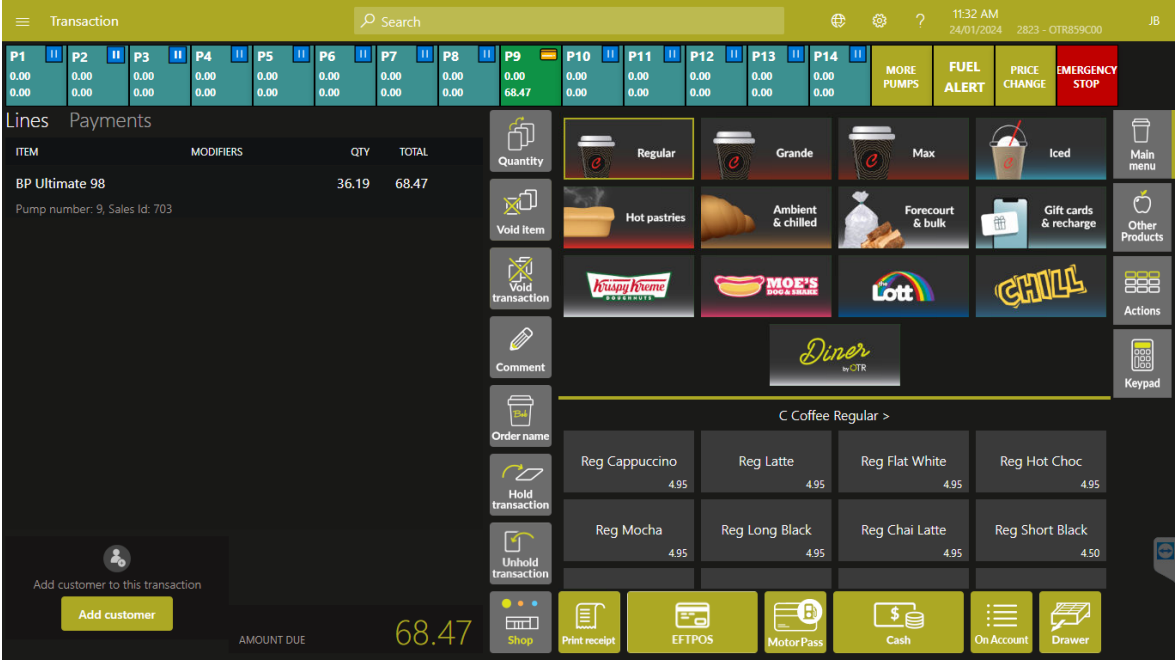 Transaction
Search
?
11:32 AM
24/01/2024 2823 - OTR859C00
JB
P1 P2 P3 P4 P5 P6 P7 P8 P9 P10 P11 P12 P13 P14
0.00 0.00 0.00 0.00 0.00 0.00 0.00 0.00 0.00 0.00 0.00 0.00 0.00 0.00
0.00 0.00 0.00 0.00 0.00 0.00 0.00 0.00 68.47 0.00 0.00 0.00 0.00 0.00
MORE
PUMPS
FUEL
ALERT
PRICE
CHANGE
EMERGENCY
STOP
Lines Payments
ITEM MODIFIERS QTY TOTAL
BP Ultimate 98 36.19 68.47
Pump number: 9, Sales Id: 703
Add customer to this transaction
Add customer
AMOUNT DUE 68.47
Quantity
Void item
Void
transaction
Comment
Bob
Order name
Hold
transaction
Unhold
transaction
Shop
Regular
Grande
Max
Iced
Hot pastries
Ambient
& chilled
Forecourt
& bulk
Gift cards
& recharge
Krispy Kreme
DOUGHNUTS
MOE'S
DOG & SHAKE
the
Lott
CHILL
Diner
by OTR
C Coffee Regular >
Reg Cappuccino
4.95
Reg Latte
4.95
Reg Flat White
4.95
Reg Hot Choc
4.95
Reg Mocha
4.95
Reg Long Black
4.95
Reg Chai Latte
4.95
Reg Short Black
4.50
Print receipt
EFTPOS
MotorPass
$
Cash
On Account
Drawer
Main
menu
Other
Products
Actions
Keypad